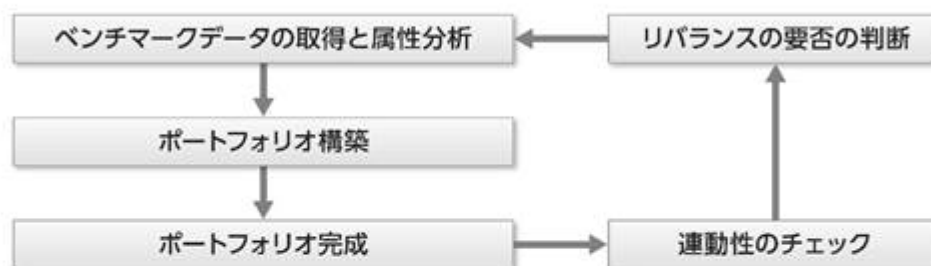 ベンチマークデータの取得と属性分析
リバランスの要否の判断
ポートフォリオ構築
ポートフォリオ完成
連動性のチェック